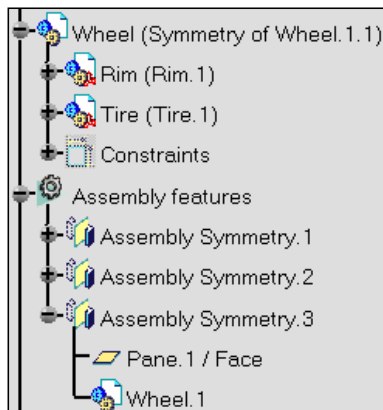 Wheel (Symmetry of Wheel.1.1)
Rim (Rim.1)
Tire (Tire.1)
Constraints
Assembly features
Assembly Symmetry.1
Assembly Symmetry.2
Assembly Symmetry.3
Pane.1 / Face
Wheel.1